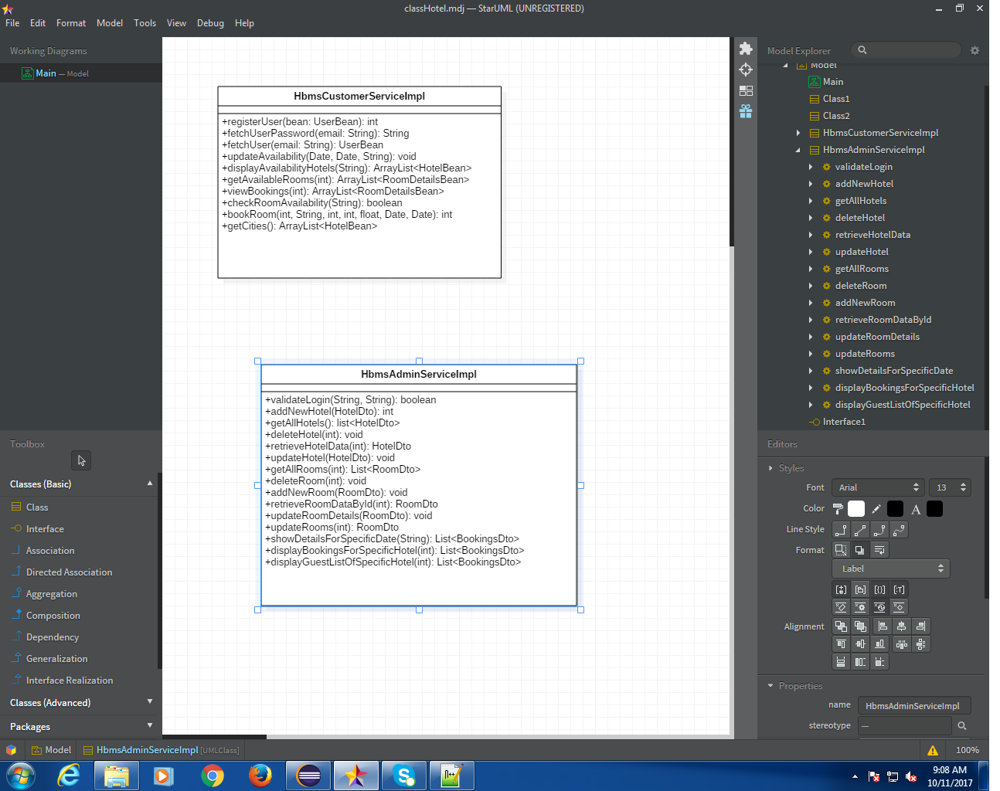 classHotel.mdj — StarUML (UNREGISTERED)
File Edit Format Model Tools View Debug Help
Working Diagrams
Main — Model
HbmsCustomerServiceImpl
+registerUser(bean: UserBean): int
+fetchUserPassword(email: String): String
+fetchUser(email: String): UserBean
+updateAvailability(Date, Date, String): void
+displayAvailabilityHotels(String): ArrayList<HotelBean>
+getAvailableRooms(int): ArrayList<RoomDetailsBean>
+viewBookings(int): ArrayList<RoomDetailsBean>
+checkRoomAvailability(String): boolean
+bookRoom(int, String, int, int, float, Date, Date): int
+getCities(): ArrayList<HotelBean>
HbmsAdminServiceImpl
+validateLogin(String, String): boolean
+addNewHotel(HotelDto): int
+getAllHotels(): list<HotelDto>
+deleteHotel(int): void
+retrieveHotelData(int): HotelDto
+updateHotel(HotelDto): void
+getAllRooms(int): List<RoomDto>
+deleteRoom(int): void
+addNewRoom(RoomDto): void
+retrieveRoomDataById(int): RoomDto
+updateRoomDetails(RoomDto): void
+updateRooms(int): RoomDto
+showDetailsForSpecificDate(String): List<BookingsDto>
+displayBookingsForSpecificHotel(int): List<BookingsDto>
+displayGuestListOfSpecificHotel(int): List<BookingsDto>
Toolbox
Classes (Basic)
Class
Interface
Association
Directed Association
Aggregation
Composition
Dependency
Generalization
Interface Realization
Classes (Advanced)
Packages
Model Explorer
Model
Main
Class1
Class2
HbmsCustomerServiceImpl
HbmsAdminServiceImpl
validateLogin
addNewHotel
getAllHotels
deleteHotel
retrieveHotelData
updateHotel
getAllRooms
deleteRoom
addNewRoom
retrieveRoomDataById
updateRoomDetails
updateRooms
showDetailsForSpecificDate
displayBookingsForSpecificHotel
displayGuestListOfSpecificHotel
Interface1
Editors
Styles
Font Arial 13
Color A
Line Style
Format
Label
Alignment
Properties
name HbmsAdminServiceImpl
stereotype —
Model HbmsAdminServiceImpl [UMLClass]
100%
9:08 AM
10/11/2017